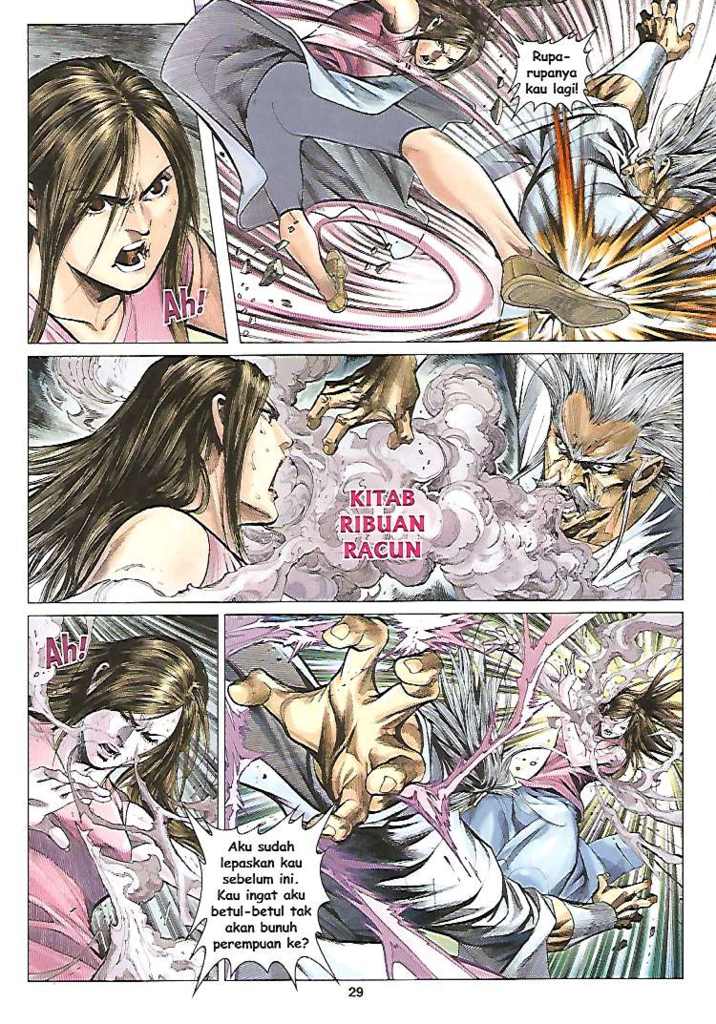 Ah!
Rupa-
rupanya
kau lagi!
KITAB
RIBUAN
RACUN
Ah!
Aku sudah
lepaskan kau
sebelum ini.
Kau ingat aku
betul-betul tak
akan bunuh
perempuan ke?
29